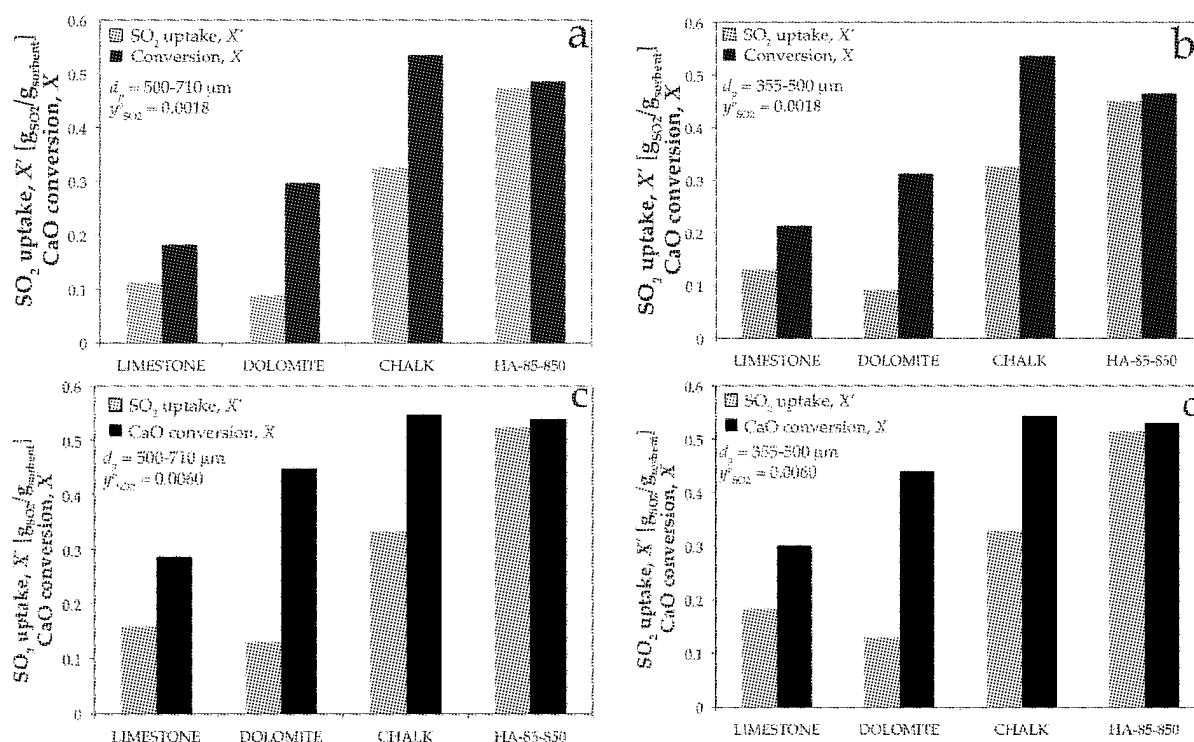 a
SO2 uptake, X'
Conversion, X
dp = 500-710 µm
y°SO2 = 0.0018
SO2 uptake, X' [gSO2/gsorbent]
CaO conversion, X
0.6
0.5
0.4
0.3
0.2
0.1
0
LIMESTONE DOLOMITE CHALK HA-85-850
b
SO2 uptake, X'
Conversion, X
dp = 355-500 µm
y°SO2 = 0.0018
SO2 uptake, X' [gSO2/gsorbent]
CaO conversion, X
0.6
0.5
0.4
0.3
0.2
0.1
0
LIMESTONE DOLOMITE CHALK HA-85-850
c
SO2 uptake, X'
CaO conversion, X
dp = 500-710 µm
y°SO2 = 0.0060
SO2 uptake, X' [gSO2/gsorbent]
CaO conversion, X
0.6
0.5
0.4
0.3
0.2
0.1
0
LIMESTONE DOLOMITE CHALK HA-85-850
SO2 uptake, X'
CaO conversion, X
dp = 355-500 µm
y°SO2 = 0.0060
SO2 uptake, X' [gSO2/gsorbent]
CaO conversion, X
0.6
0.5
0.4
0.3
0.2
0.1
0
LIMESTONE DOLOMITE CHALK HA-85-850